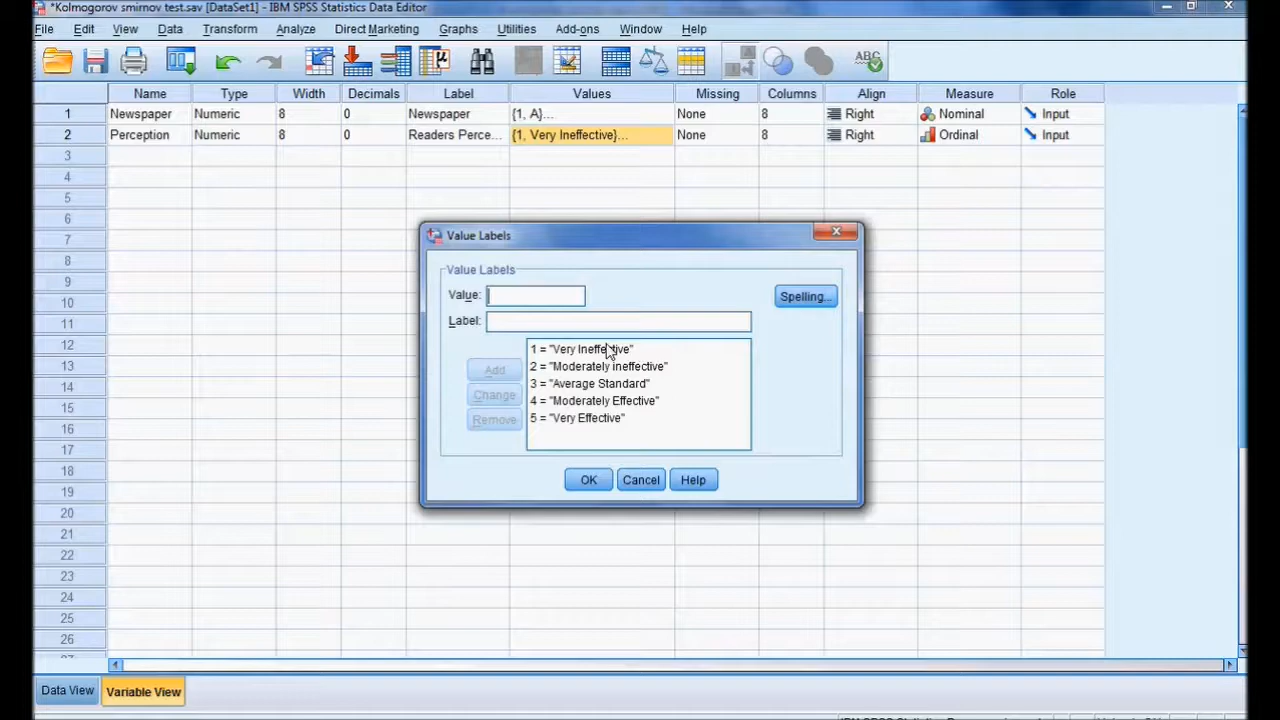 *Kolmogorov smirnov test.sav [DataSet1] - IBM SPSS Statistics Data Editor
File Edit View Data Transform Analyze Direct Marketing Graphs Utilities Add-ons Window Help
Name Type Width Decimals Label Values Missing Columns Align Measure Role
1 Newspaper Numeric 8 0 Newspaper {1, A}... None 8 Right Nominal Input
2 Perception Numeric 8 0 Readers Perce... {1, Very Ineffective}... None 8 Right Ordinal Input
3
4
5
6
7
8
9
10
11
12
13
14
15
16
17
18
19
20
21
22
23
24
25
26
Value Labels
Value Labels
Value:
Spelling...
Label:
1 = "Very Ineffective"
2 = "Moderately ineffective"
3 = "Average Standard"
4 = "Moderately Effective"
5 = "Very Effective"
Add
Change
Remove
OK Cancel Help
Data View Variable View